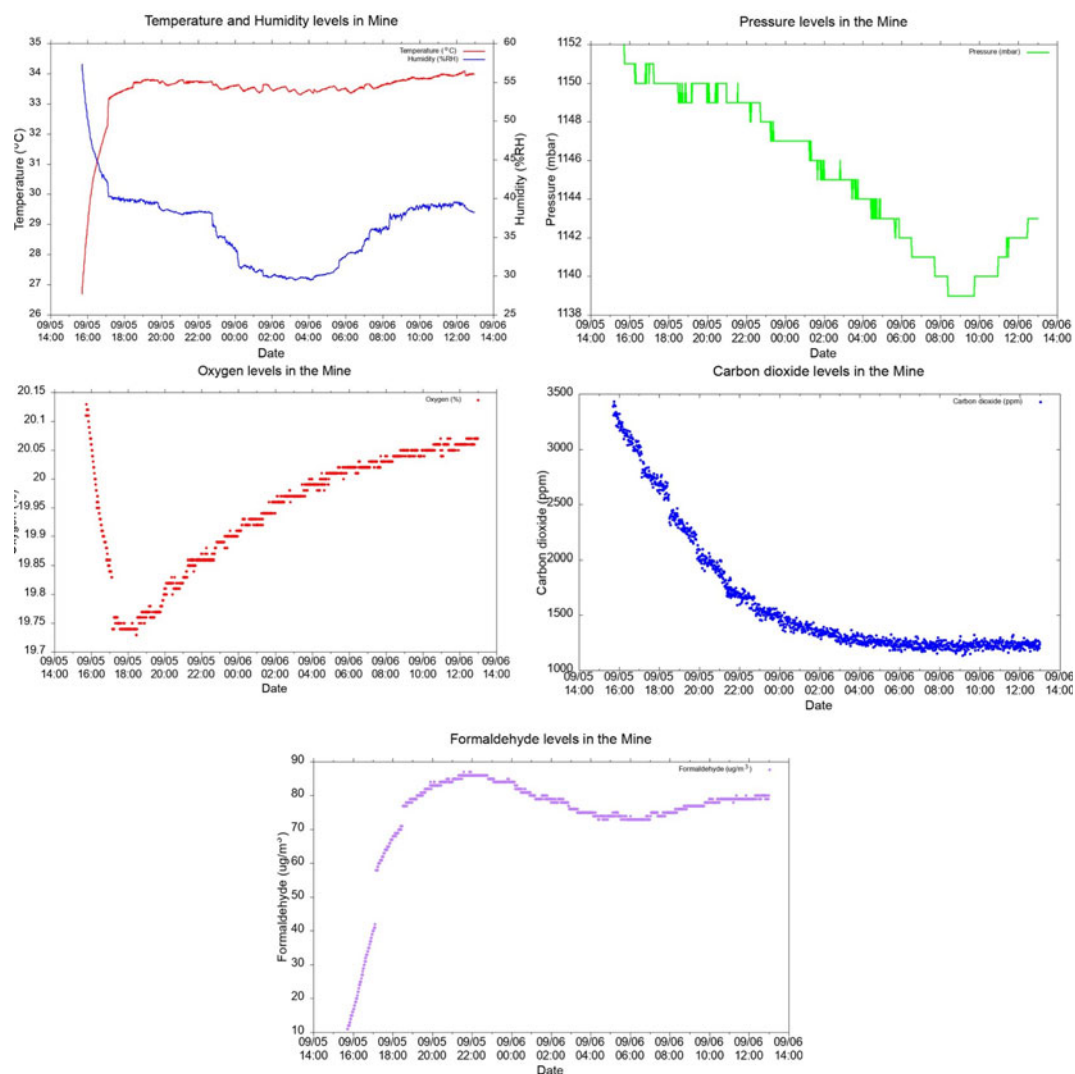 Temperature and Humidity levels in Mine
Temperature (°C)
Humidity (%RH)
35
34
33
32
31
30
29
28
27
26
60
55
50
45
40
35
30
25
Temperature (°C)
Humidity (%RH)
09/05 09/05 09/05 09/05 09/05 09/06 09/06 09/06 09/06 09/06 09/06 09/06 09/06
14:00 16:00 18:00 20:00 22:00 00:00 02:00 04:00 06:00 08:00 10:00 12:00 14:00
Date
Pressure levels in the Mine
Pressure (mbar)
1152
1150
1148
1146
1144
1142
1140
1138
Pressure (mbar)
09/05 09/05 09/05 09/05 09/05 09/06 09/06 09/06 09/06 09/06 09/06 09/06 09/06
14:00 16:00 18:00 20:00 22:00 00:00 02:00 04:00 06:00 08:00 10:00 12:00 14:00
Date
Oxygen levels in the Mine
Oxygen (%)
20.15
20.1
20.05
20
19.95
19.9
19.85
19.8
19.75
19.7
09/05 09/05 09/05 09/05 09/05 09/06 09/06 09/06 09/06 09/06 09/06 09/06 09/06
14:00 16:00 18:00 20:00 22:00 00:00 02:00 04:00 06:00 08:00 10:00 12:00 14:00
Date
Carbon dioxide levels in the Mine
Carbon dioxide (ppm)
3500
3000
2500
2000
1500
1000
Carbon dioxide (ppm)
09/05 09/05 09/05 09/05 09/05 09/06 09/06 09/06 09/06 09/06 09/06 09/06 09/06
14:00 16:00 18:00 20:00 22:00 00:00 02:00 04:00 06:00 08:00 10:00 12:00 14:00
Date
Formaldehyde levels in the Mine
Formaldehyde (ug/m³)
90
80
70
60
50
40
30
20
10
Formaldehyde (ug/m³)
09/05 09/05 09/05 09/05 09/05 09/06 09/06 09/06 09/06 09/06 09/06 09/06 09/06
14:00 16:00 18:00 20:00 22:00 00:00 02:00 04:00 06:00 08:00 10:00 12:00 14:00
Date